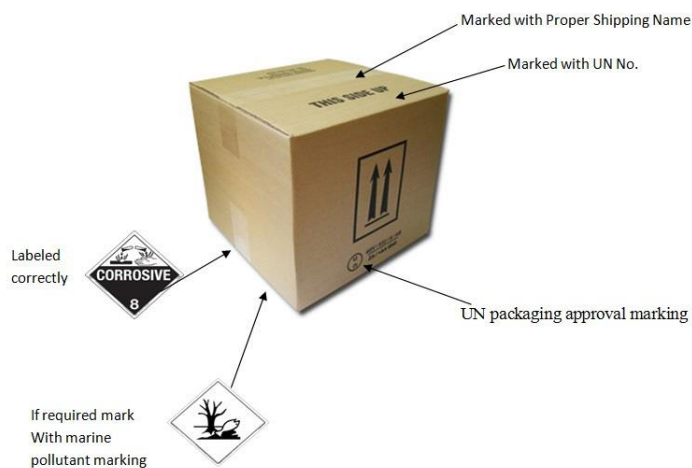 Marked with Proper Shipping Name
Marked with UN No.
THIS SIDE UP
Labeled
correctly
CORROSIVE
8
UN packaging approval marking
If required mark
With marine
pollutant marking